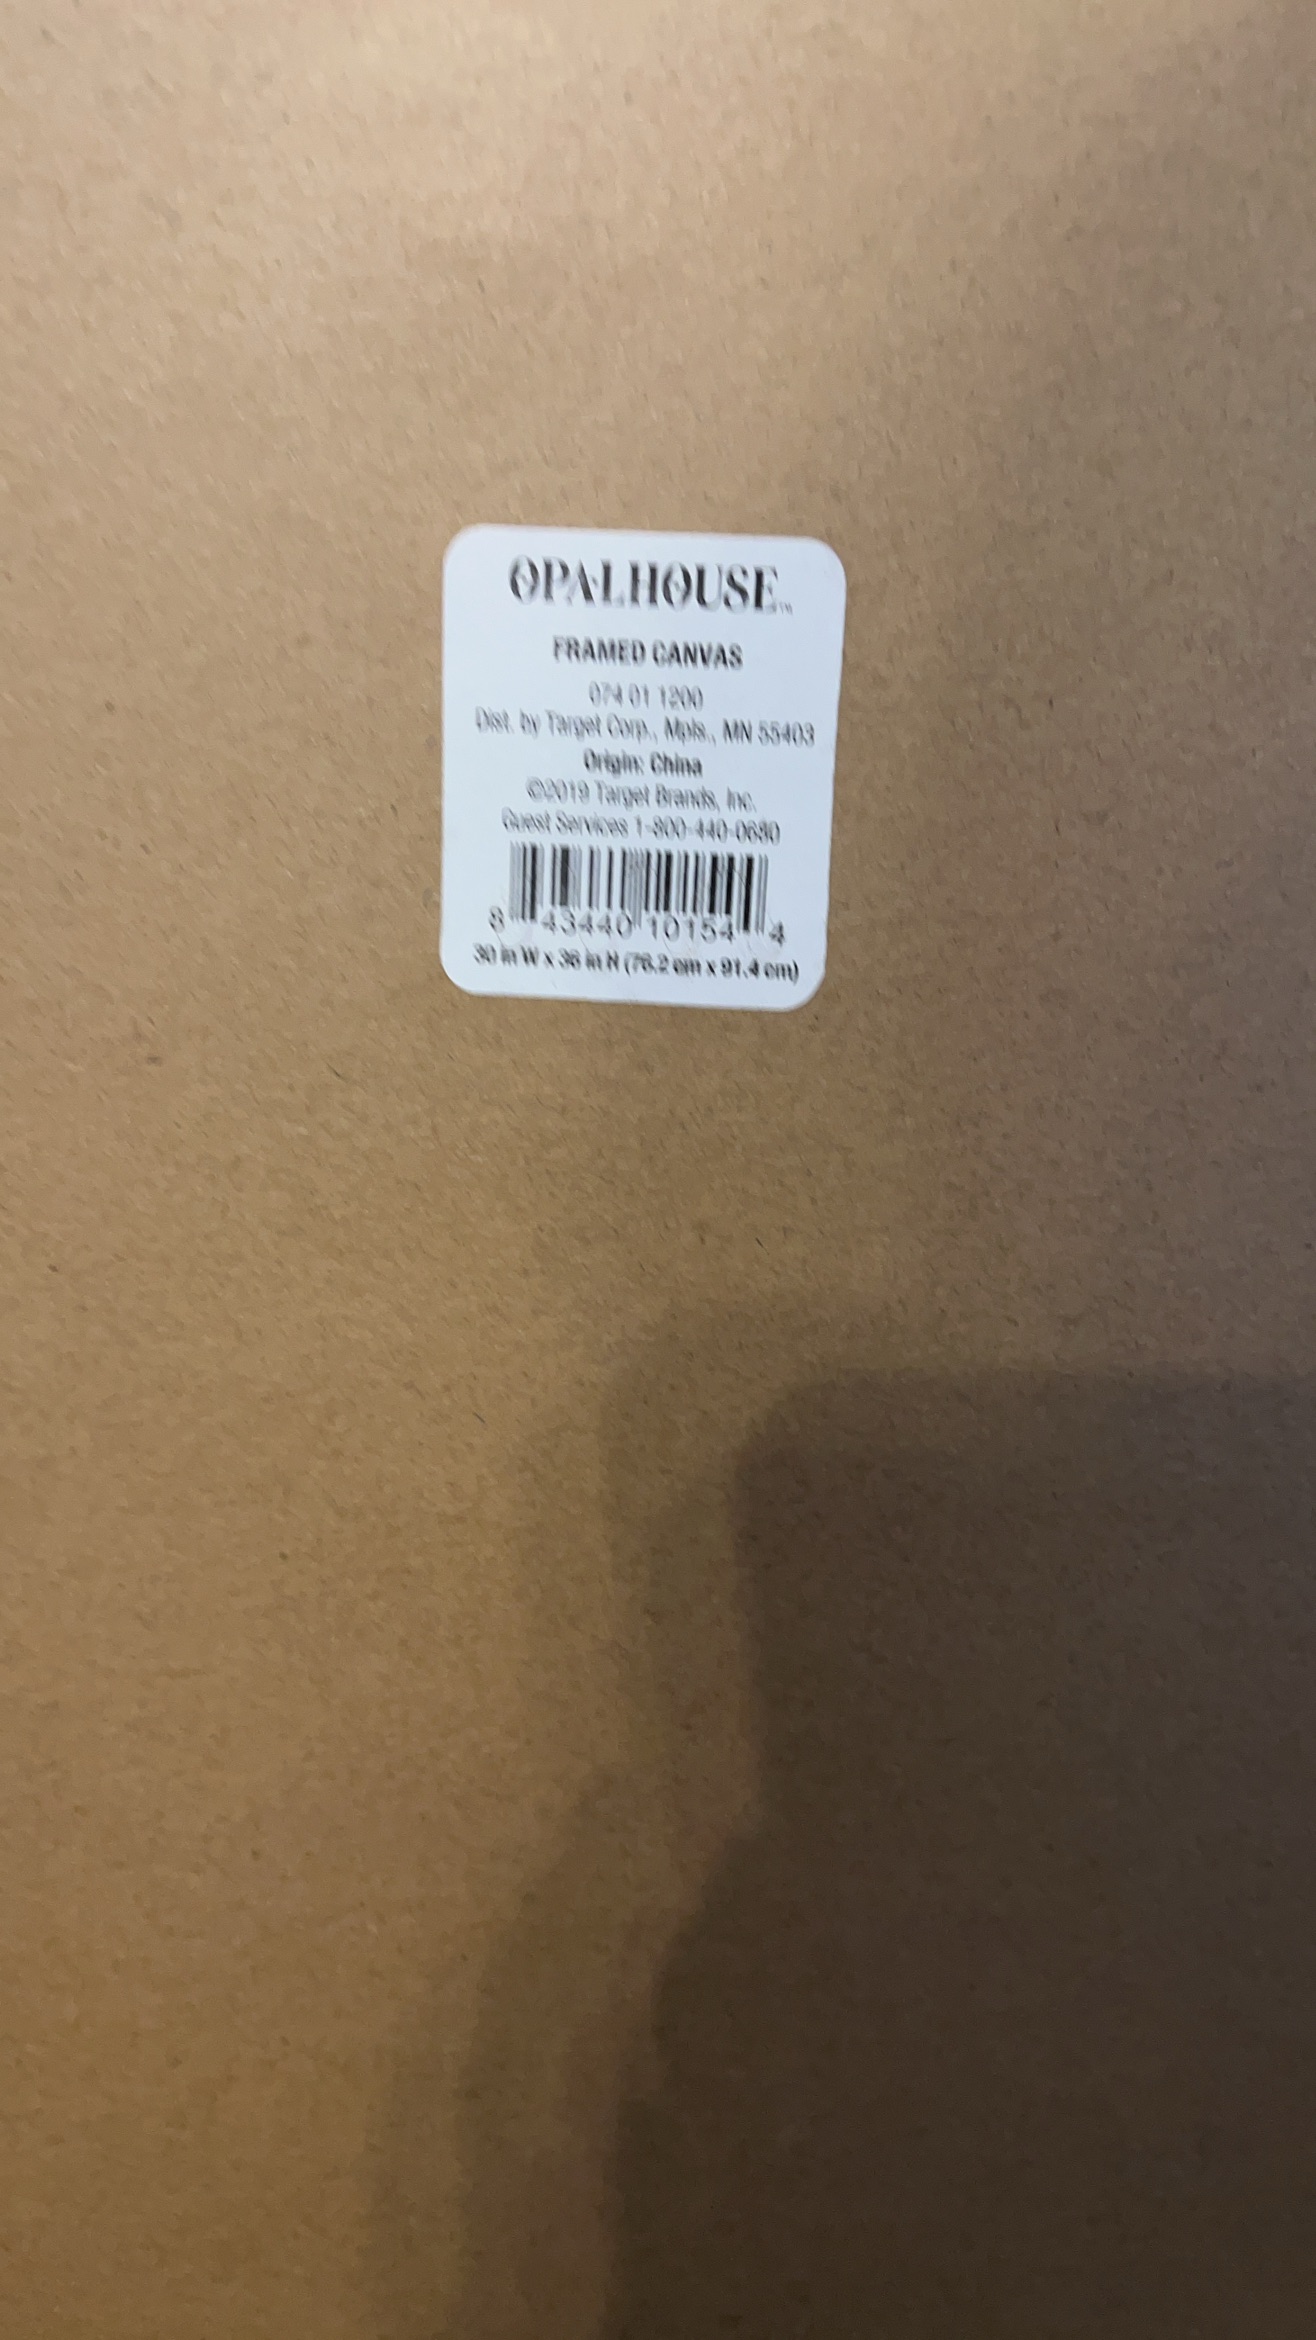 OPALHOUSE™
FRAMED CANVAS
074 01 1200
Dist. by Target Corp., Mpls., MN 55403
Origin: China
©2019 Target Brands, Inc.
Guest Services 1-800-440-0680
8 43440 10154 4
30 in W x 36 in H (76.2 cm x 91.4 cm)